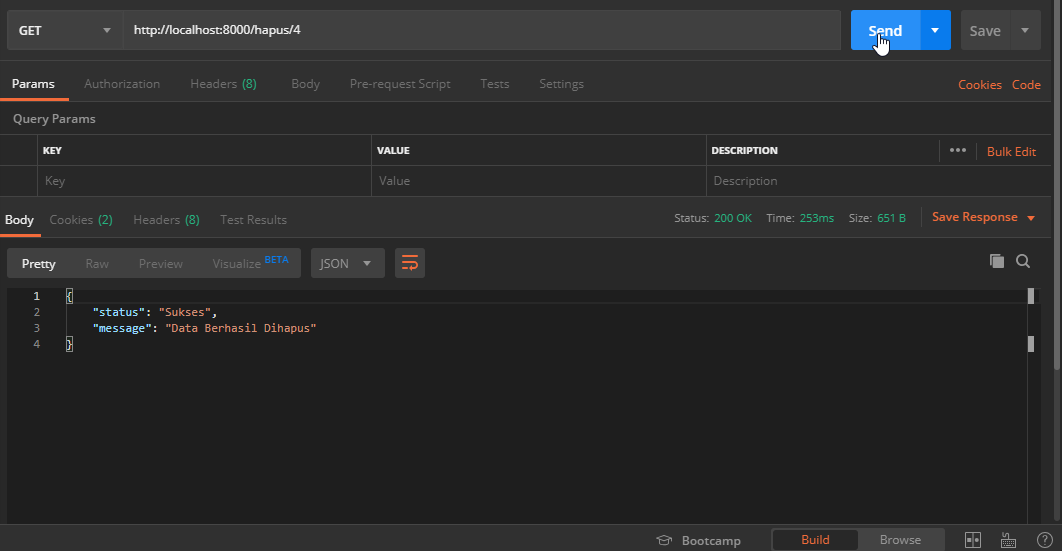 GET http://localhost:8000/hapus/4 Send Save
Params Authorization Headers (8) Body Pre-request Script Tests Settings Cookies Code
Query Params
KEY VALUE DESCRIPTION ••• Bulk Edit
Key Value Description
Body Cookies (2) Headers (8) Test Results Status: 200 OK Time: 253ms Size: 651 B Save Response
Pretty Raw Preview Visualize BETA JSON
1 {
2 "status": "Sukses",
3 "message": "Data Berhasil Dihapus"
4 }
Bootcamp Build Browse ?